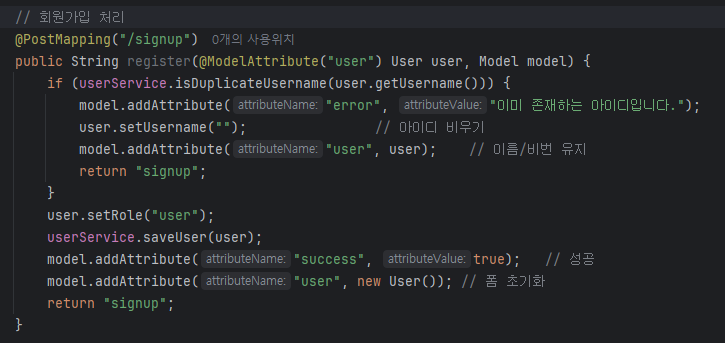 // 회원가입 처리
@PostMapping("/signup") 0개의 사용위치
public String register(@ModelAttribute("user") User user, Model model) {
if (userService.isDuplicateUsername(user.getUsername())) {
model.addAttribute( attributeName: "error", attributeValue: "이미 존재하는 아이디입니다.");
user.setUsername(""); // 아이디 비우기
model.addAttribute( attributeName: "user", user); // 이름/비번 유지
return "signup";
}
user.setRole("user");
userService.saveUser(user);
model.addAttribute( attributeName: "success", attributeValue: true); // 성공
model.addAttribute( attributeName: "user", new User()); // 폼 초기화
return "signup";
}